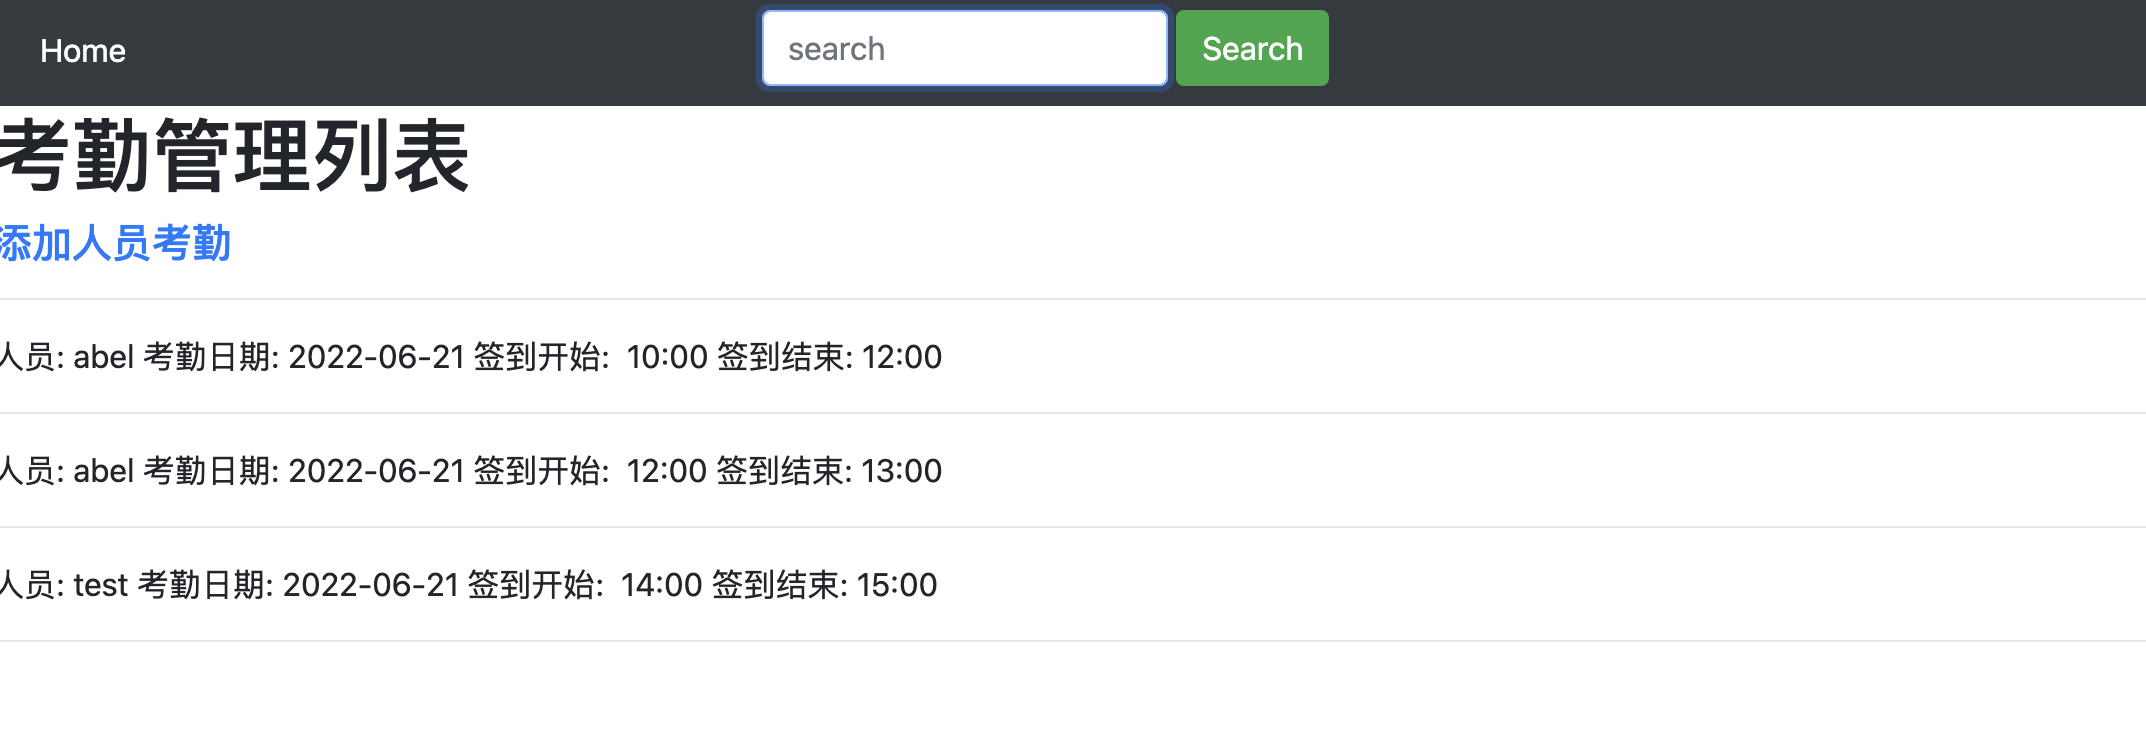 Home search Search
考勤管理列表
添加人员考勤
人员: abel 考勤日期: 2022-06-21 签到开始:  10:00 签到结束: 12:00
人员: abel 考勤日期: 2022-06-21 签到开始:  12:00 签到结束: 13:00
人员: test 考勤日期: 2022-06-21 签到开始:  14:00 签到结束: 15:00